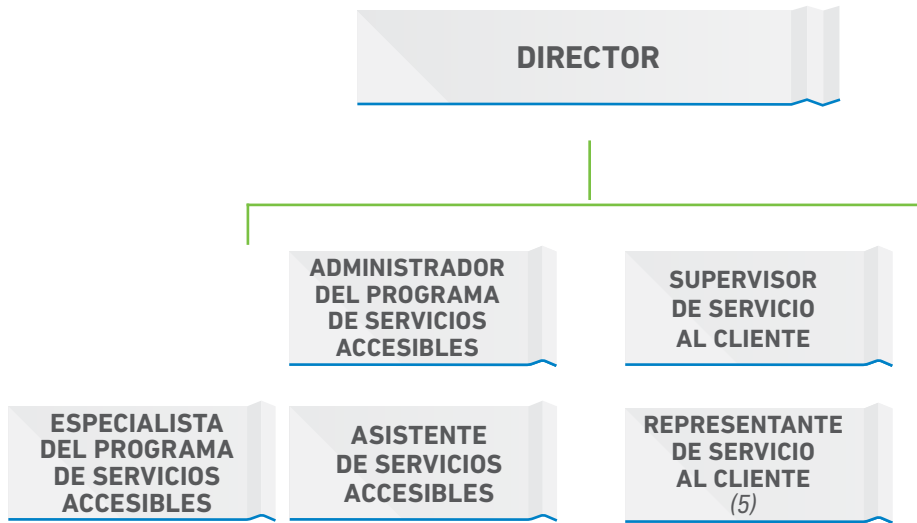 DIRECTOR
ADMINISTRADOR
DEL PROGRAMA
DE SERVICIOS
ACCESIBLES
SUPERVISOR
DE SERVICIO
AL CLIENTE
ESPECIALISTA
DEL PROGRAMA
DE SERVICIOS
ACCESIBLES
ASISTENTE
DE SERVICIOS
ACCESIBLES
REPRESENTANTE
DE SERVICIO
AL CLIENTE
(5)